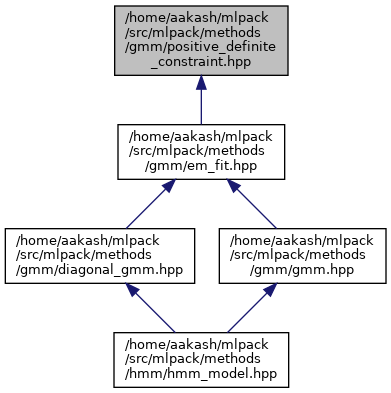 /home/aakash/mlpack
/src/mlpack/methods
/gmm/positive_definite
_constraint.hpp
/home/aakash/mlpack
/src/mlpack/methods
/gmm/em_fit.hpp
/home/aakash/mlpack
/src/mlpack/methods
/gmm/diagonal_gmm.hpp
/home/aakash/mlpack
/src/mlpack/methods
/gmm/gmm.hpp
/home/aakash/mlpack
/src/mlpack/methods
/hmm/hmm_model.hpp